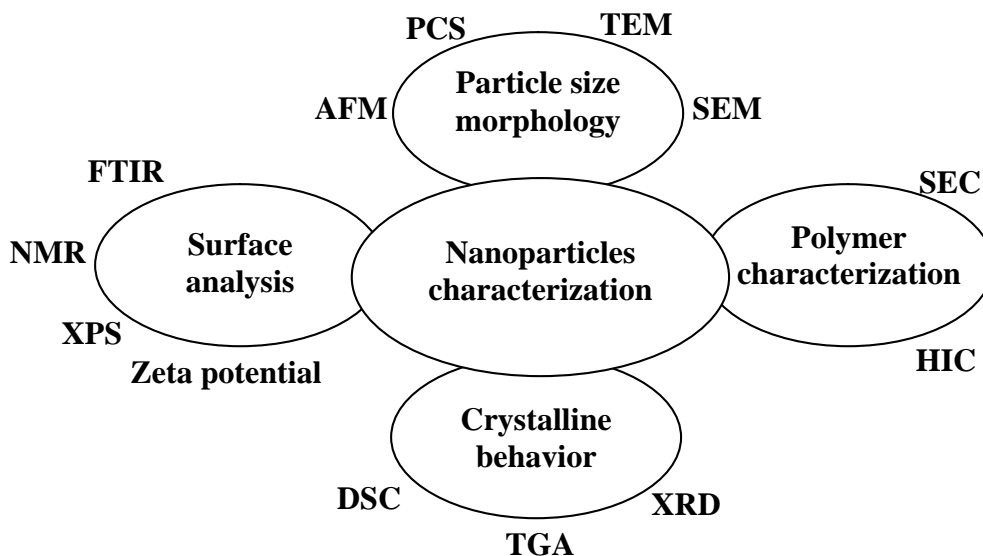 PCS
TEM
Particle size
morphology
AFM
SEM
FTIR
NMR
Surface
analysis
XPS
Zeta potential
Nanoparticles
characterization
SEC
Polymer
characterization
HIC
Crystalline
behavior
DSC
XRD
TGA